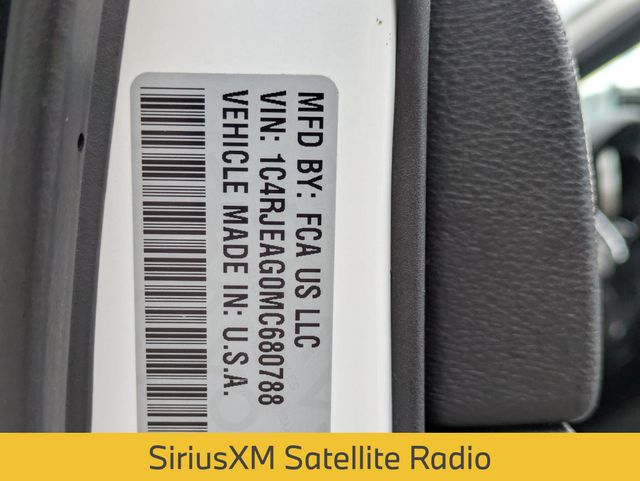 MFD BY: FCA US LLC
VIN: 1C4RJEAG0MC680788
VEHICLE MADE IN: U.S.A.
SiriusXM Satellite Radio